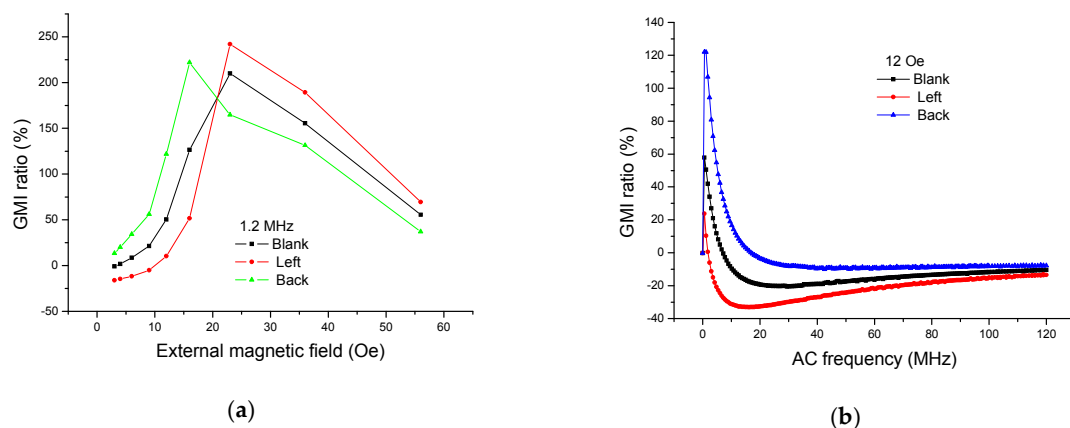 250
200
150
100
50
0
-50
GMI ratio (%)
1.2 MHz
Blank
Left
Back
0 10 20 30 40 50 60
External magnetic field (Oe)
(a)
140
120
100
80
60
40
20
0
-20
-40
GMI ratio (%)
12 Oe
Blank
Left
Back
0 20 40 60 80 100 120
AC frequency (MHz)
(b)